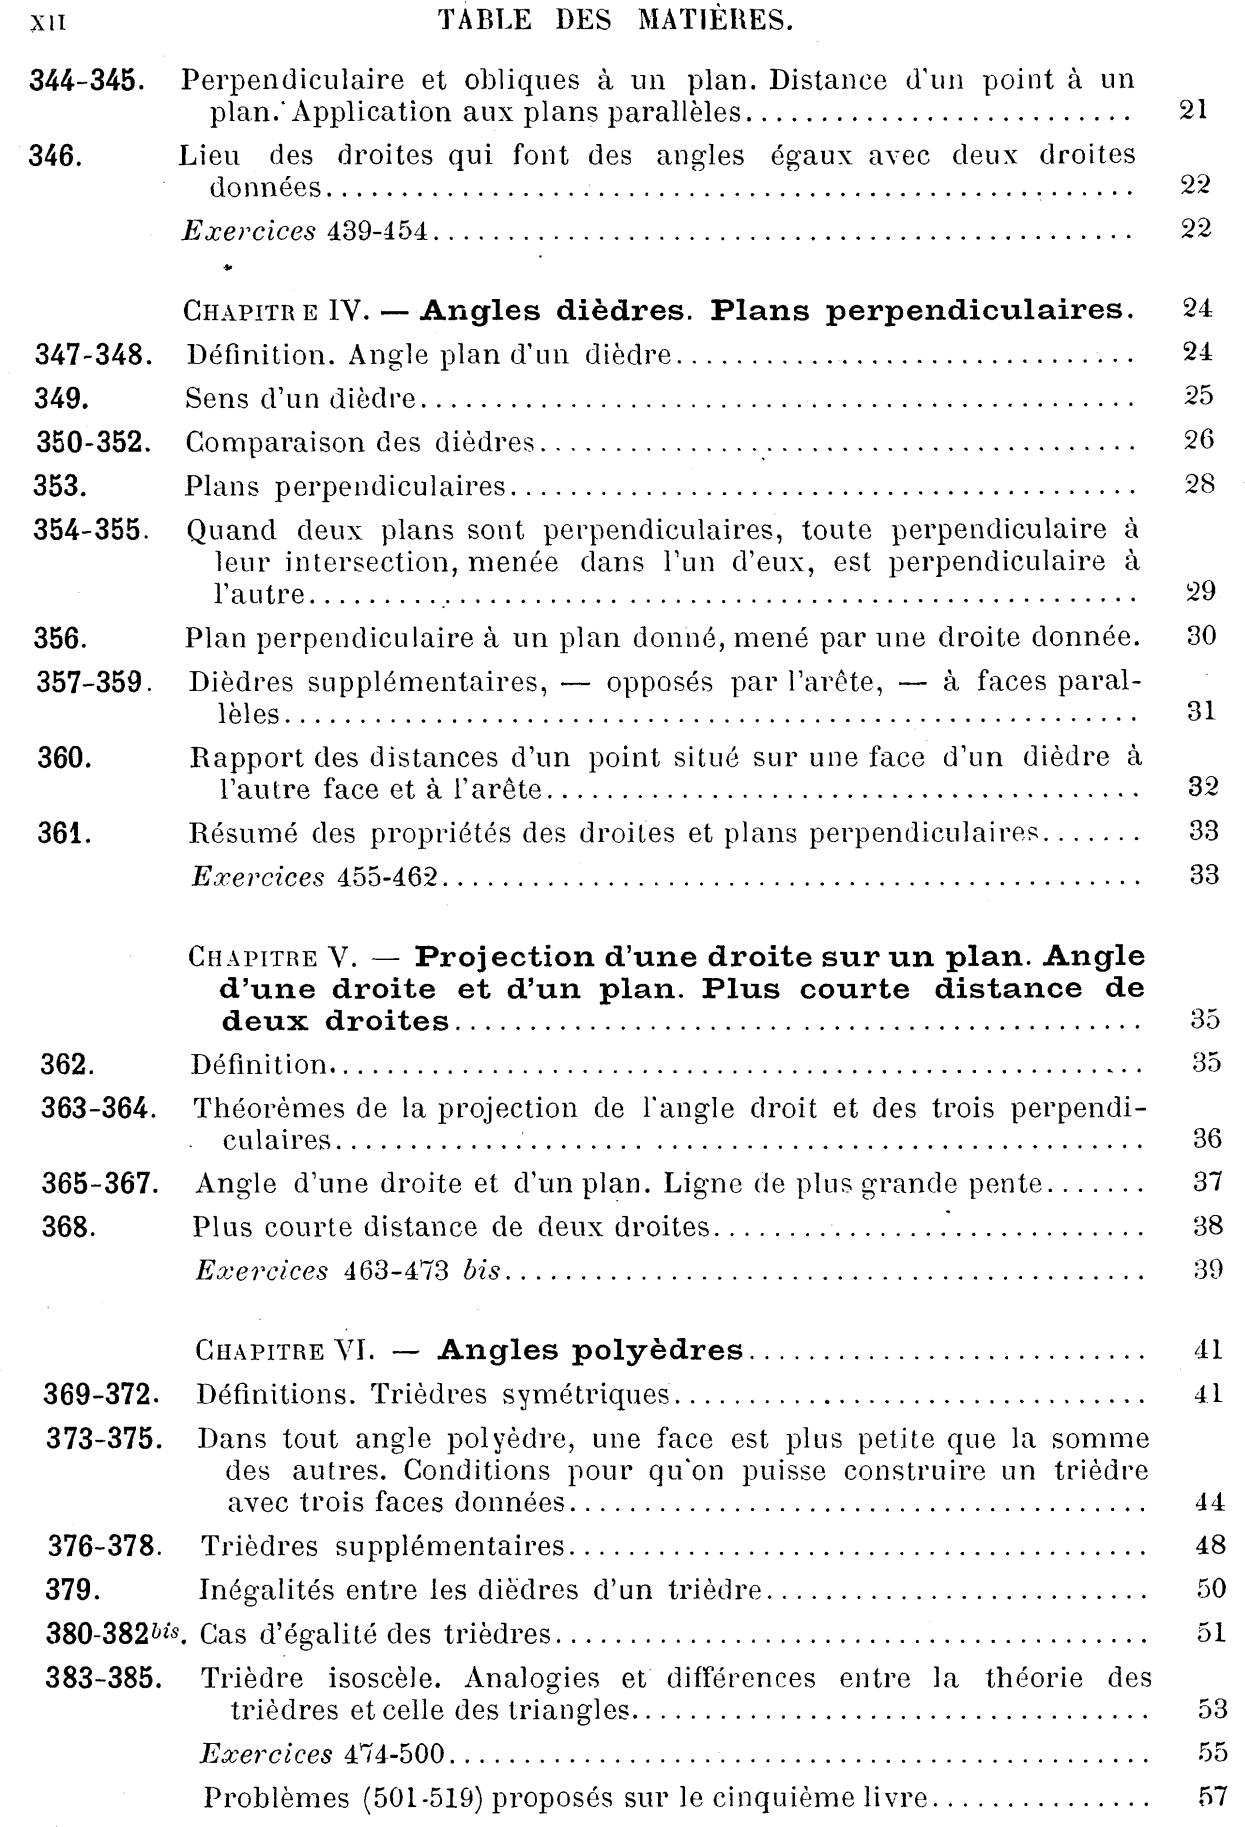 XII TABLE DES MATIÈRES.
344-345. Perpendiculaire et obliques à un plan. Distance d'un point à un
plan. Application aux plans parallèles.......................... 21
346. Lieu des droites qui font des angles égaux avec deux droites
données...................................................... 22
Exercices 439-454............................................... 22
CHAPITRE IV. — Angles dièdres. Plans perpendiculaires. 24
347-348. Définition. Angle plan d'un dièdre............................... 24
349. Sens d'un dièdre................................................ 25
350-352. Comparaison des dièdres........................................ 26
353. Plans perpendiculaires.......................................... 28
354-355. Quand deux plans sont perpendiculaires, toute perpendiculaire à
leur intersection, menée dans l'un d'eux, est perpendiculaire à
l'autre........................................................ 29
356. Plan perpendiculaire à un plan donné, mené par une droite donnée. 30
357-359. Dièdres supplémentaires, — opposés par l'arête, — à faces paral-
lèles......................................................... 31
360. Rapport des distances d'un point situé sur une face d'un dièdre à
l'autre face et à l'arête........................................ 32
361. Résumé des propriétés des droites et plans perpendiculaires....... 33
Exercices 455-462............................................... 33
CHAPITRE V. — Projection d'une droite sur un plan. Angle
d'une droite et d'un plan. Plus courte distance de
deux droites.............................................. 35
362. Définition....................................................... 35
363-364. Théorèmes de la projection de l'angle droit et des trois perpendi-
culaires...................................................... 36
365-367. Angle d'une droite et d'un plan. Ligne de plus grande pente....... 37
368. Plus courte distance de deux droites............................. 38
Exercices 463-473 bis........................................... 39
CHAPITRE VI. — Angles polyèdres........................... 41
369-372. Définitions. Trièdres symétriques................................ 41
373-375. Dans tout angle polyèdre, une face est plus petite que la somme
des autres. Conditions pour qu'on puisse construire un trièdre
avec trois faces données....................................... 44
376-378. Trièdres supplémentaires....................................... 48
379. Inégalités entre les dièdres d'un trièdre.......................... 50
380-382bis. Cas d'égalité des trièdres........................................ 51
383-385. Trièdre isoscèle. Analogies et différences entre la théorie des
trièdres et celle des triangles................................... 53
Exercices 474-500............................................... 55
Problèmes (501-519) proposés sur le cinquième livre............... 57